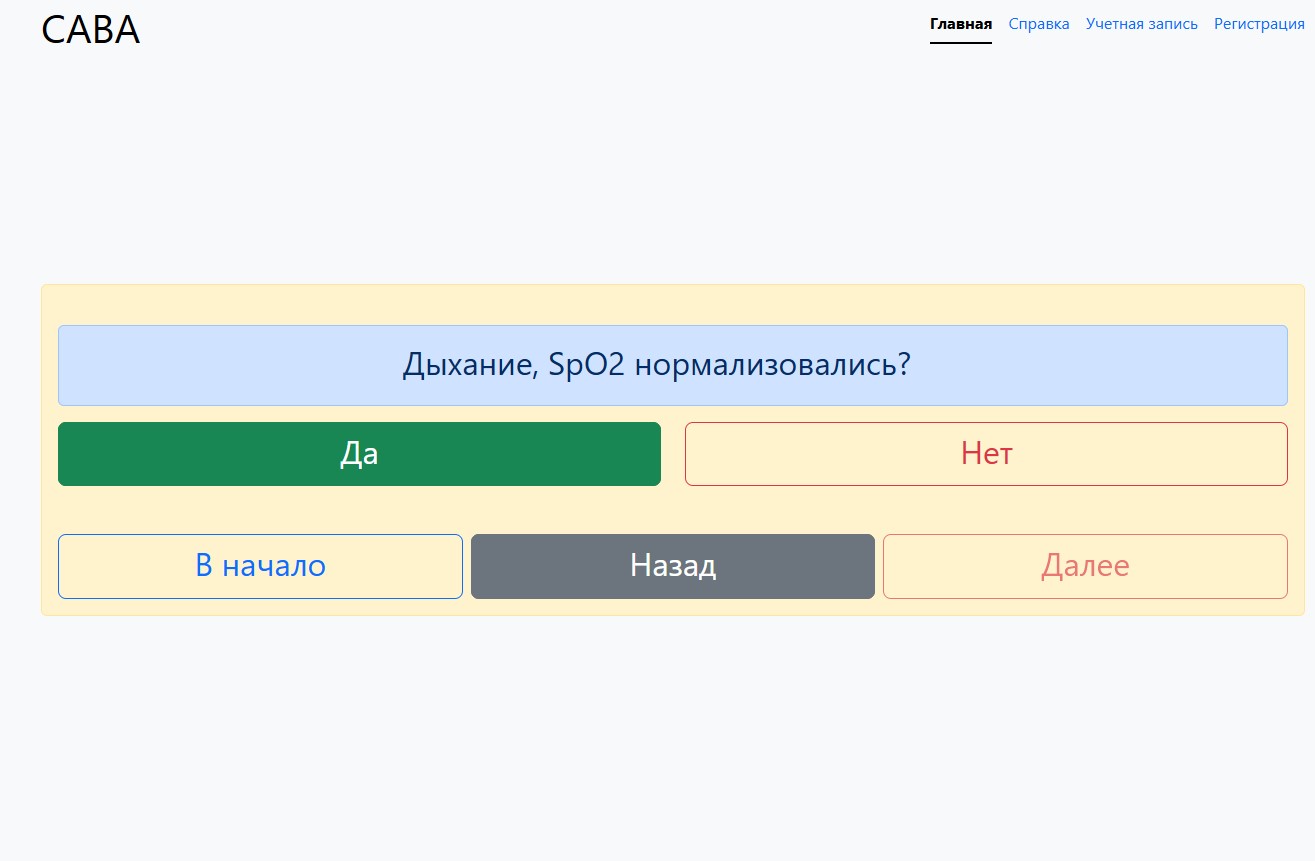 САВА
Главная Справка Учетная запись Регистрация
Дыхание, SpO2 нормализовались?
Да Нет
В начало Назад Далее